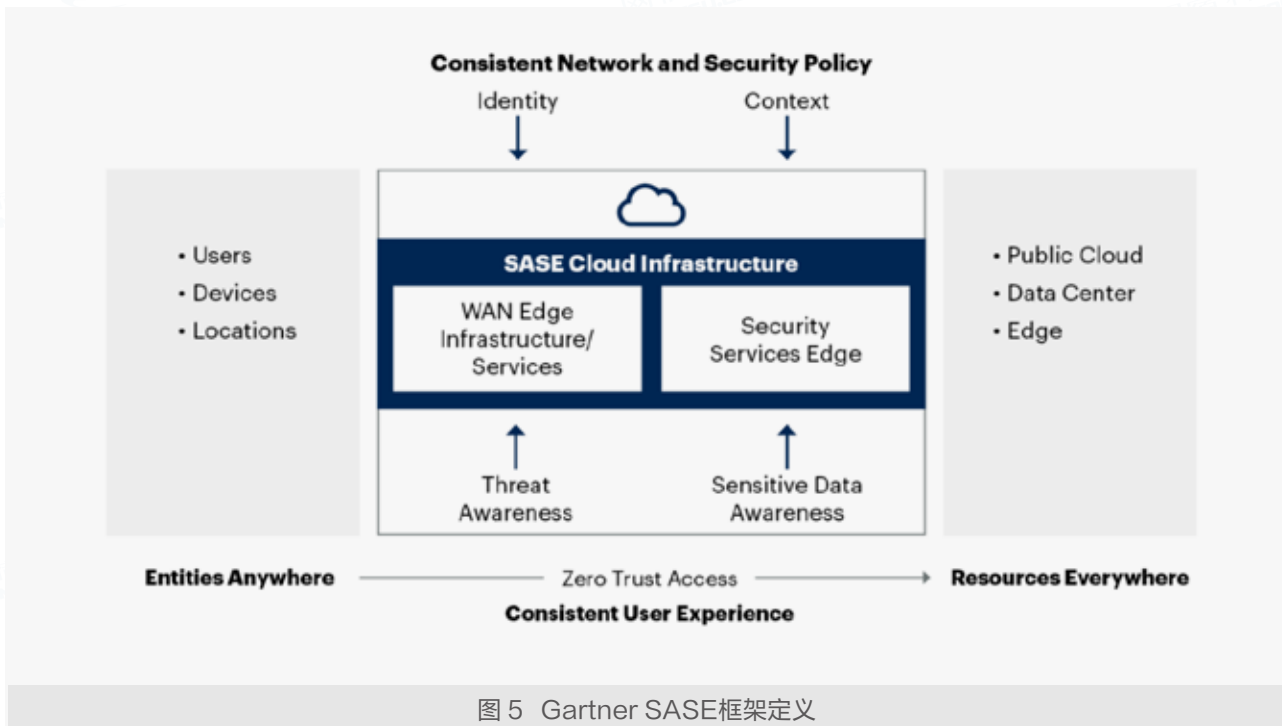 Consistent Network and Security Policy
Identity
Context
• Users
• Devices
• Locations
SASE Cloud Infrastructure
WAN Edge
Infrastructure/
Services
Security
Services Edge
Threat
Awareness
Sensitive Data
Awareness
• Public Cloud
• Data Center
• Edge
Entities Anywhere
Zero Trust Access
Resources Everywhere
Consistent User Experience
图 5 Gartner SASE框架定义